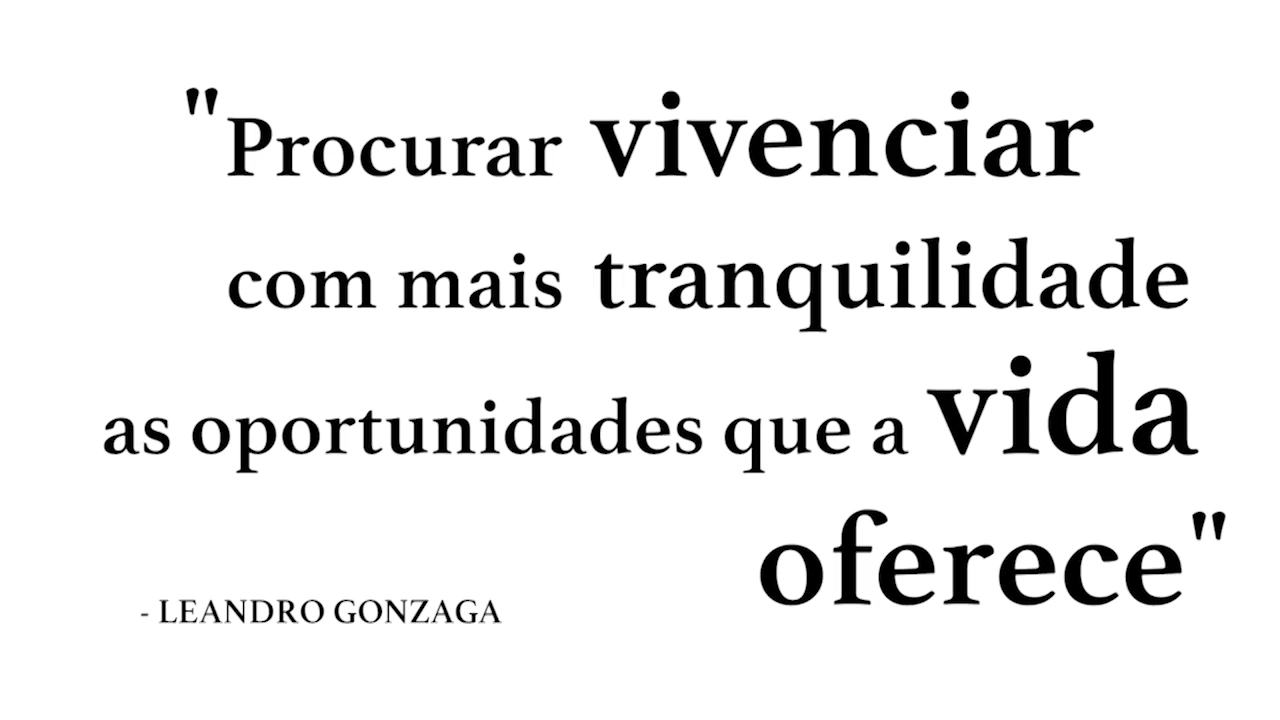 "Procurar vivenciar
com mais tranquilidade
as oportunidades que a vida
oferece"
- LEANDRO GONZAGA